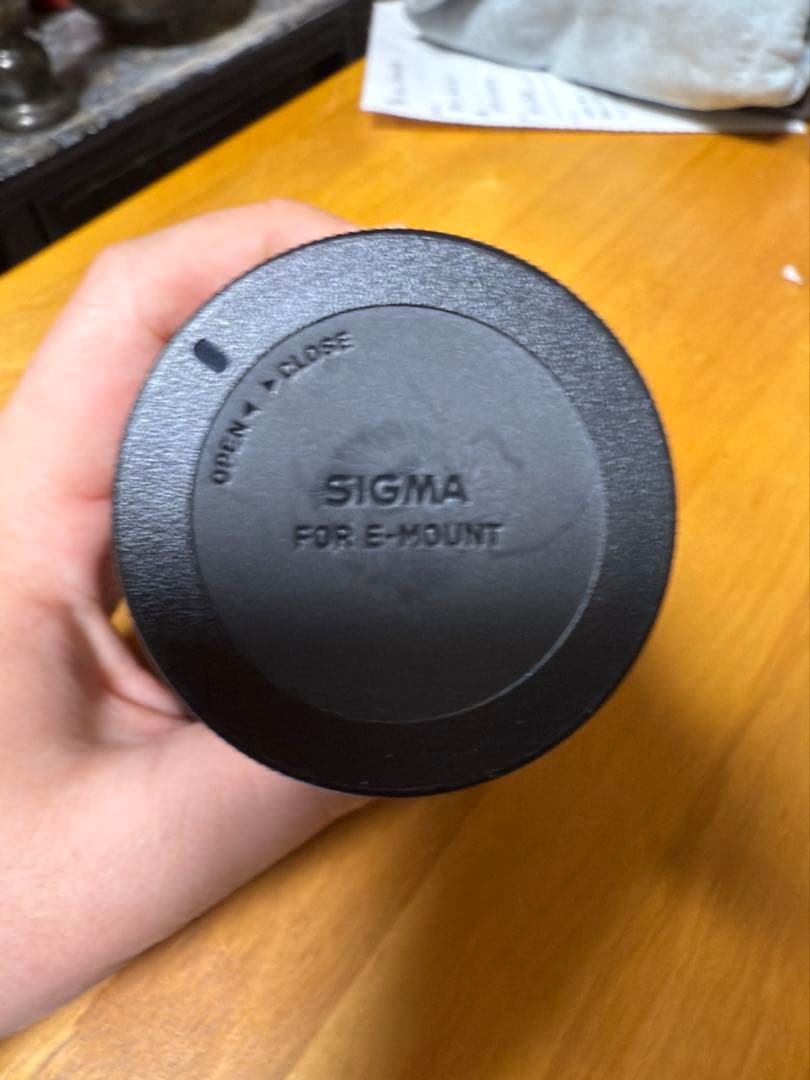 OPEN◄ ►CLOSE
SIGMA
FOR E-MOUNT